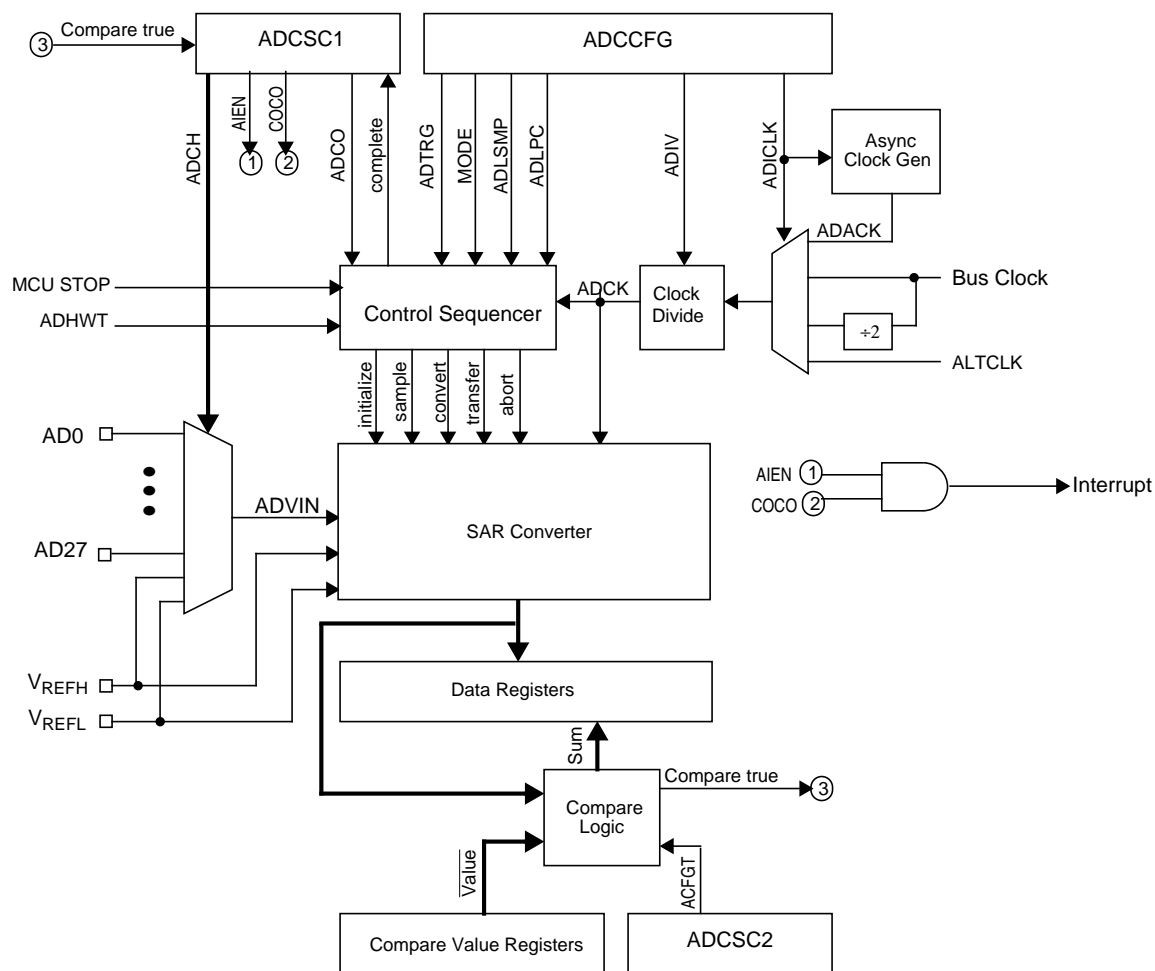 3 Compare true
ADCSC1
ADCCFG
ADCH
AIEN
COCO
ADCO
complete
ADTRG
MODE
ADLSMP
ADLPC
ADIV
ADICLK
Async
Clock Gen
1
2
ADACK
MCU STOP
ADHWT
Control Sequencer
ADCK
Clock
Divide
Bus Clock
÷2
ALTCLK
initialize
sample
convert
transfer
abort
AD0
AD27
ADVIN
SAR Converter
AIEN 1
COCO 2
Interrupt
VREFH
VREFL
Data Registers
Sum
Compare
Logic
Compare true
3
Value
ACFGT
Compare Value Registers
ADCSC2